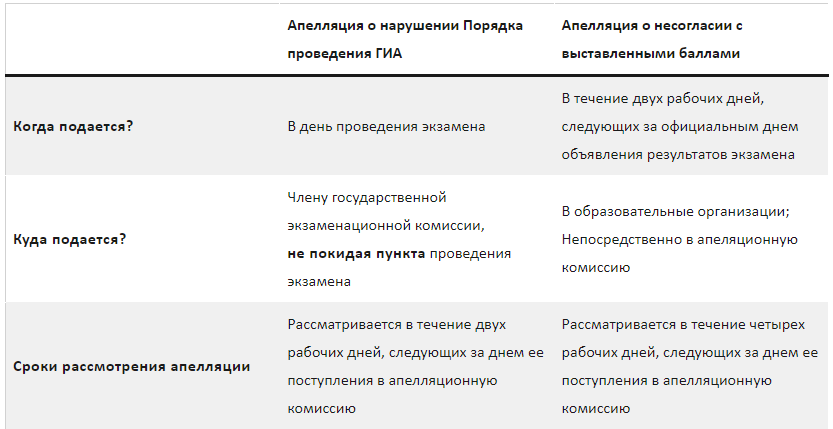 Апелляция о нарушении Порядка
проведения ГИА
Апелляция о несогласии с
выставленными баллами
Когда подается?
В день проведения экзамена
В течение двух рабочих дней,
следующих за официальным днем
объявления результатов экзамена
Куда подается?
Члену государственной
экзаменационной комиссии,
не покидая пункта проведения
экзамена
В образовательные организации;
Непосредственно в апеляционную
комиссию
Сроки рассмотрения апелляции
Рассматривается в течение двух
рабочих дней, следующих за днем ее
поступления в апелляционную
комиссию
Рассматривается в течение четырех
рабочих дней, следующих за днем ее
поступления в апелляционную
комиссию